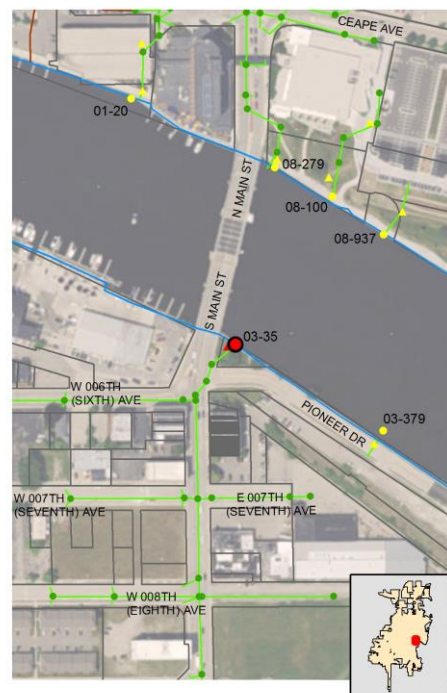 CEAPE AVE
01-20
N MAIN ST
08-279
08-100
08-937
S MAIN ST
03-35
W 006TH
(SIXTH) AVE
PIONEER DR
03-379
W 007TH
(SEVENTH) AVE
E 007TH
(SEVENTH) AVE
W 008TH
(EIGHTH) AVE